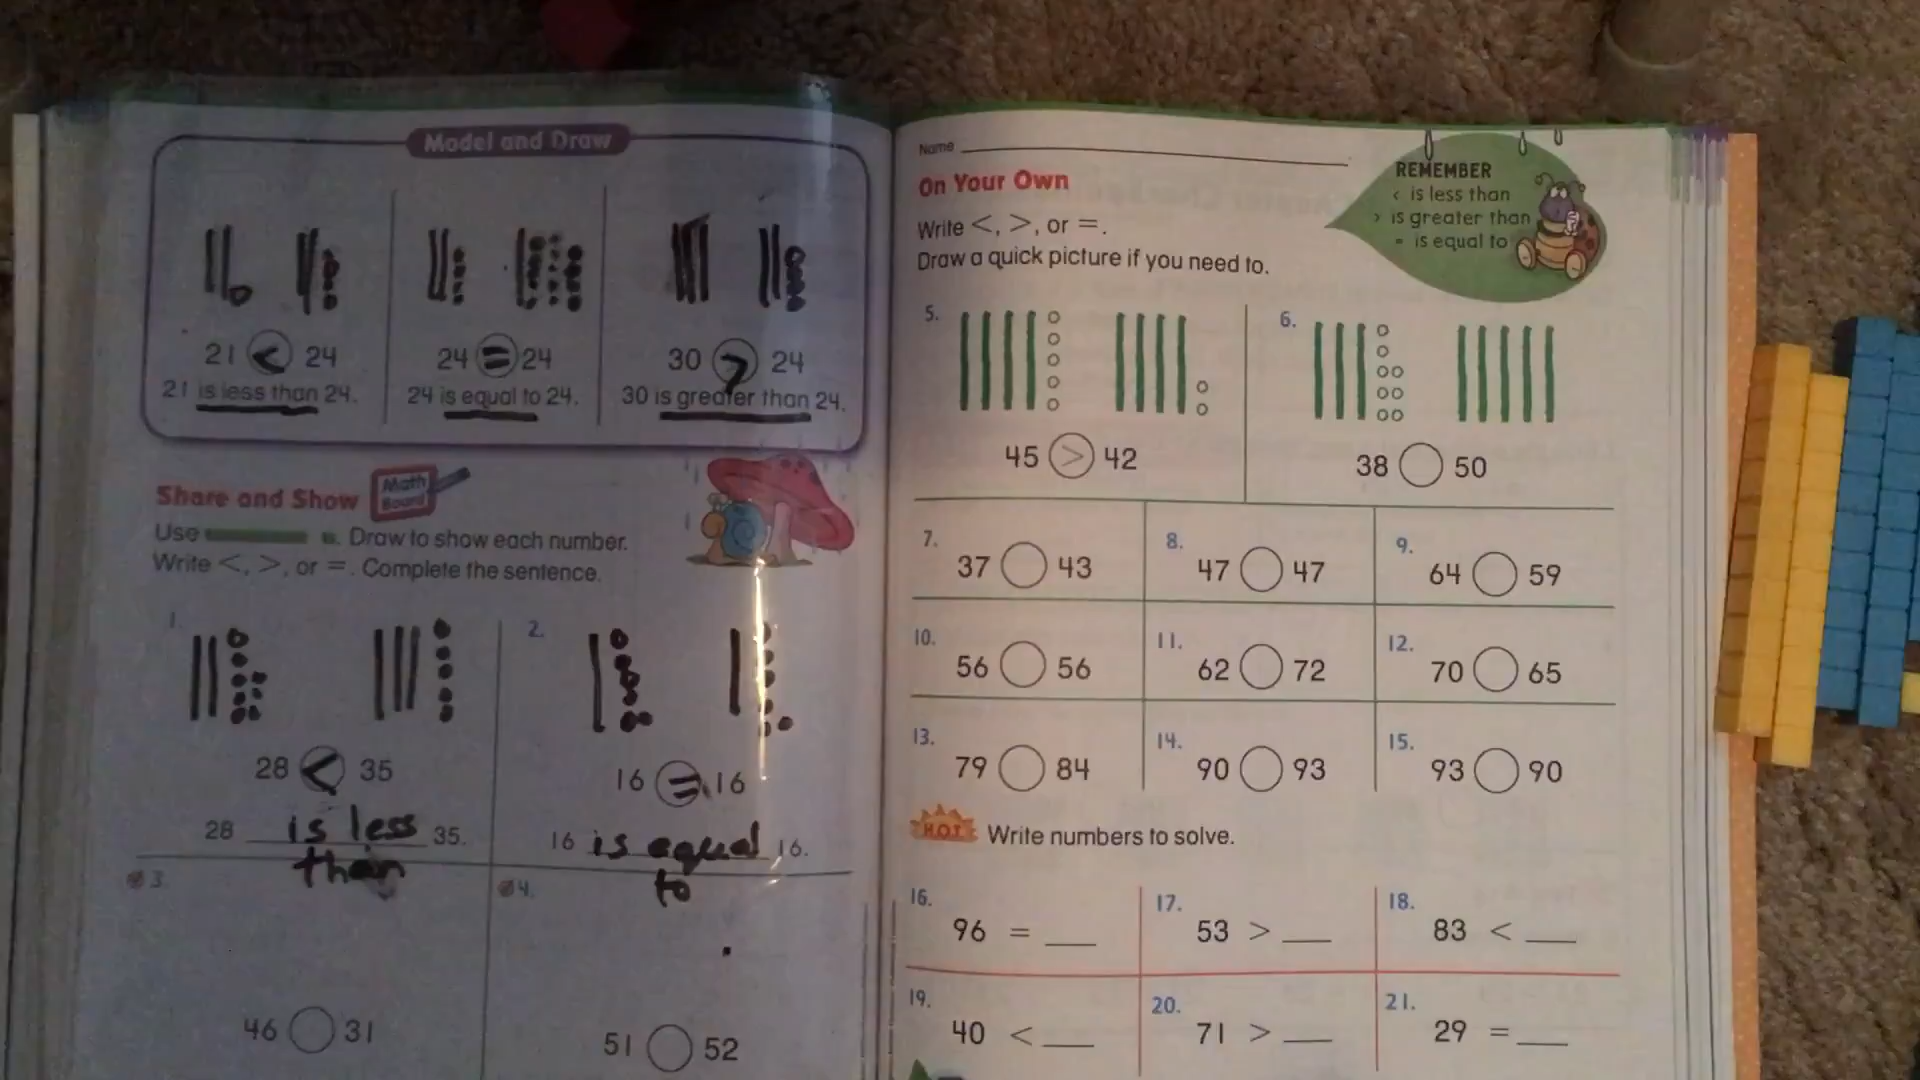 Model and Draw
21 < 24
24 = 24
30 > 24
21 is less than 24.
24 is equal to 24.
30 is greater than 24.
Share and Show
Math Board
Use ▬. Draw to show each number.
Write <, >, or =. Complete the sentence.
1.
28 < 35
28 is less than 35.
2.
16 = 16
16 is equal to 16.
3.
46 ◯ 31
4.
51 ◯ 52
Name
On Your Own
Write <, >, or =.
Draw a quick picture if you need to.
REMEMBER
< is less than
> is greater than
= is equal to
5.
45 > 42
6.
38 ◯ 50
7. 37 ◯ 43
8. 47 ◯ 47
9. 64 ◯ 59
10. 56 ◯ 56
11. 62 ◯ 72
12. 70 ◯ 65
13. 79 ◯ 84
14. 90 ◯ 93
15. 93 ◯ 90
H.O.T. Write numbers to solve.
16. 96 = ___
17. 53 > ___
18. 83 < ___
19. 40 < ___
20. 71 > ___
21. 29 = ___